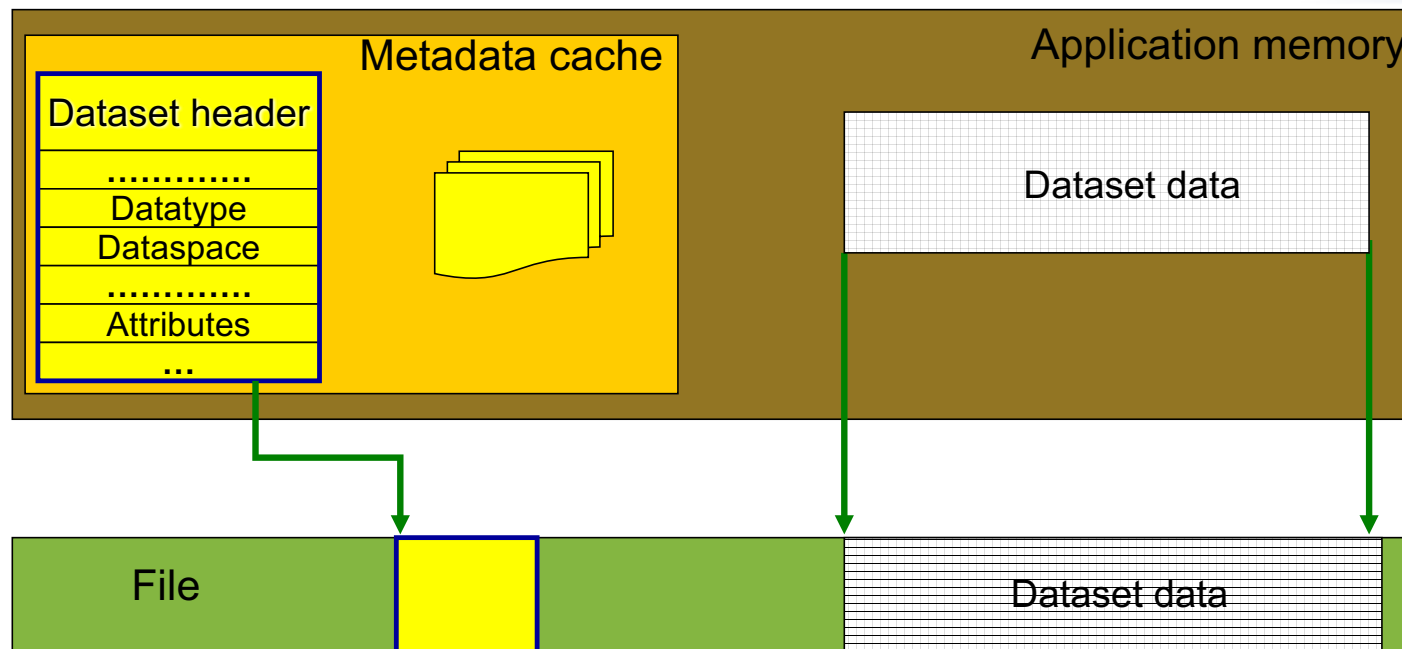 Metadata cache
Application memory
Dataset header
.............
Datatype
Dataspace
.............
Attributes
...
Dataset data
File
Dataset data